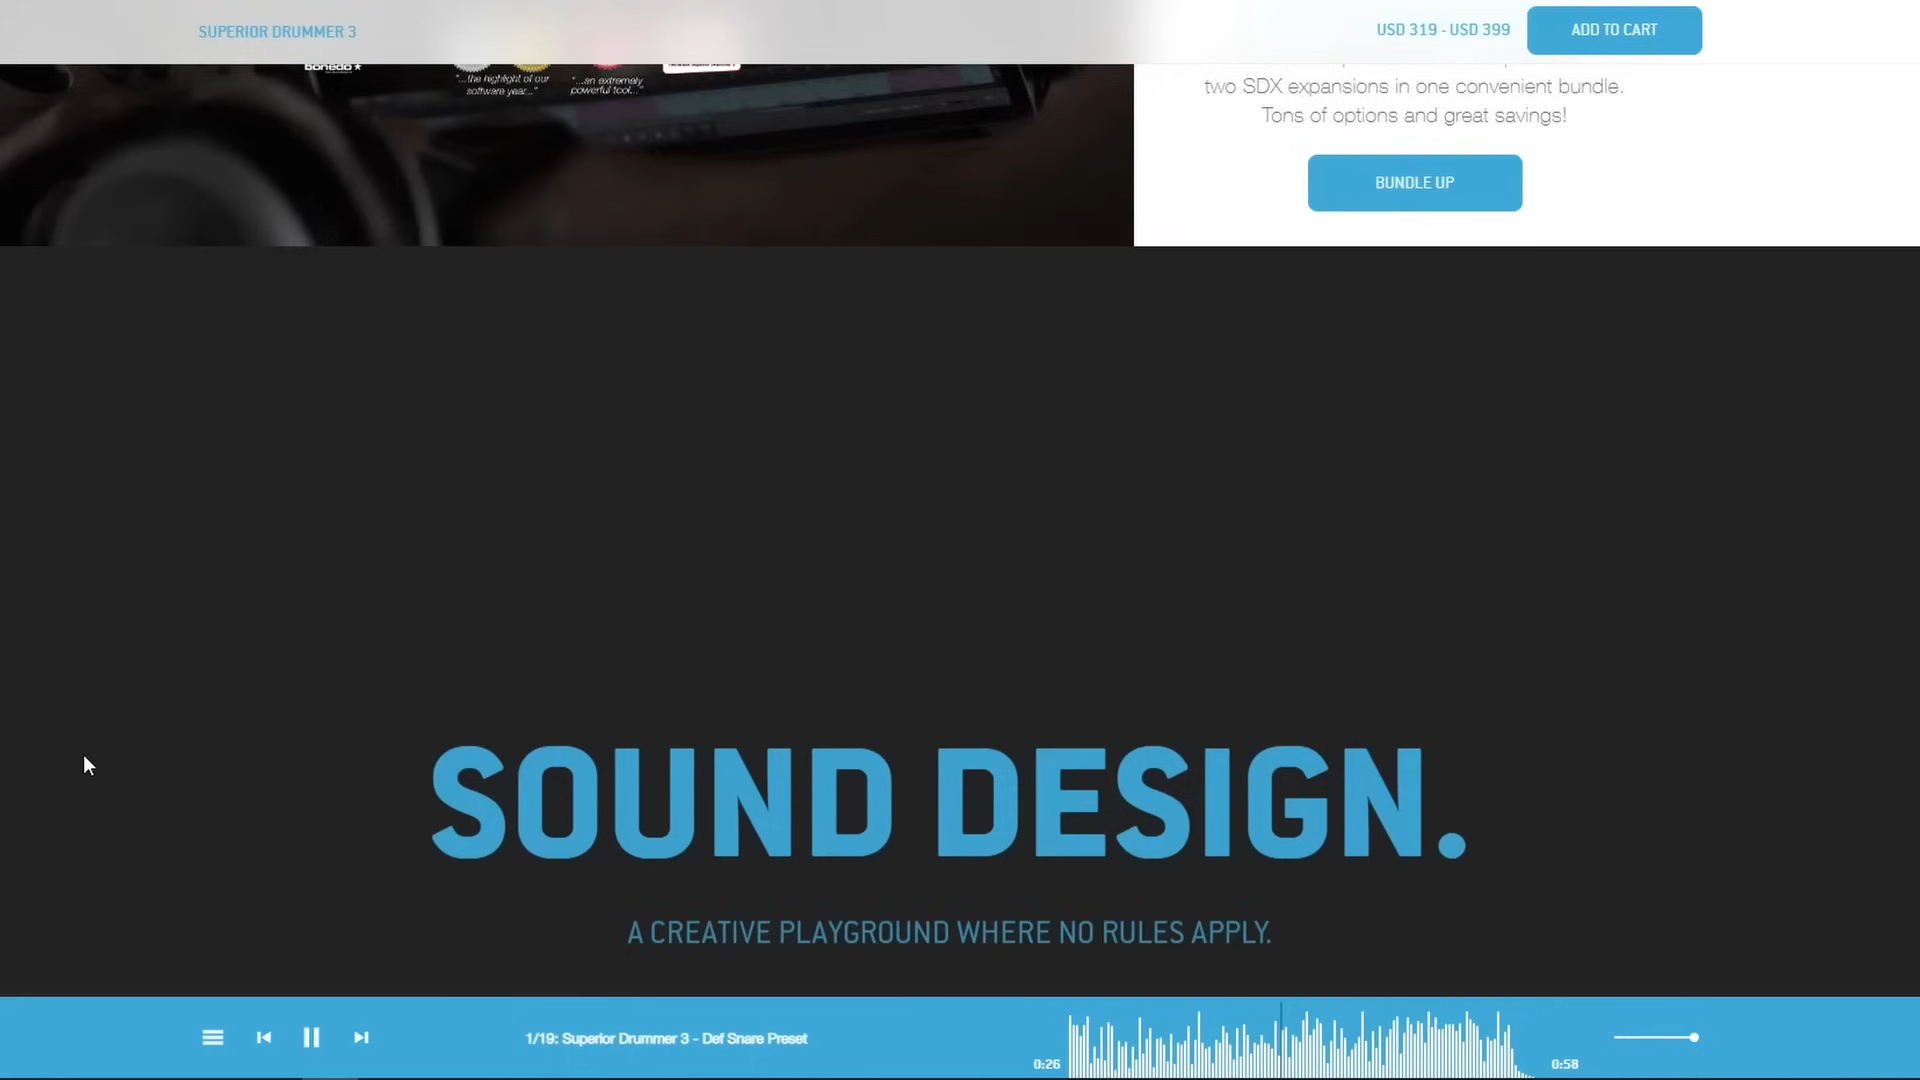 SUPERIOR DRUMMER 3
USD 319 - USD 399
ADD TO CART
bonedo
"...the highlight of our
software year..."
"...an extremely
powerful tool..."
two SDX expansions in one convenient bundle.
Tons of options and great savings!
BUNDLE UP
SOUND DESIGN.
A CREATIVE PLAYGROUND WHERE NO RULES APPLY.
1/19: Superior Drummer 3 - Def Snare Preset
0:26
0:58